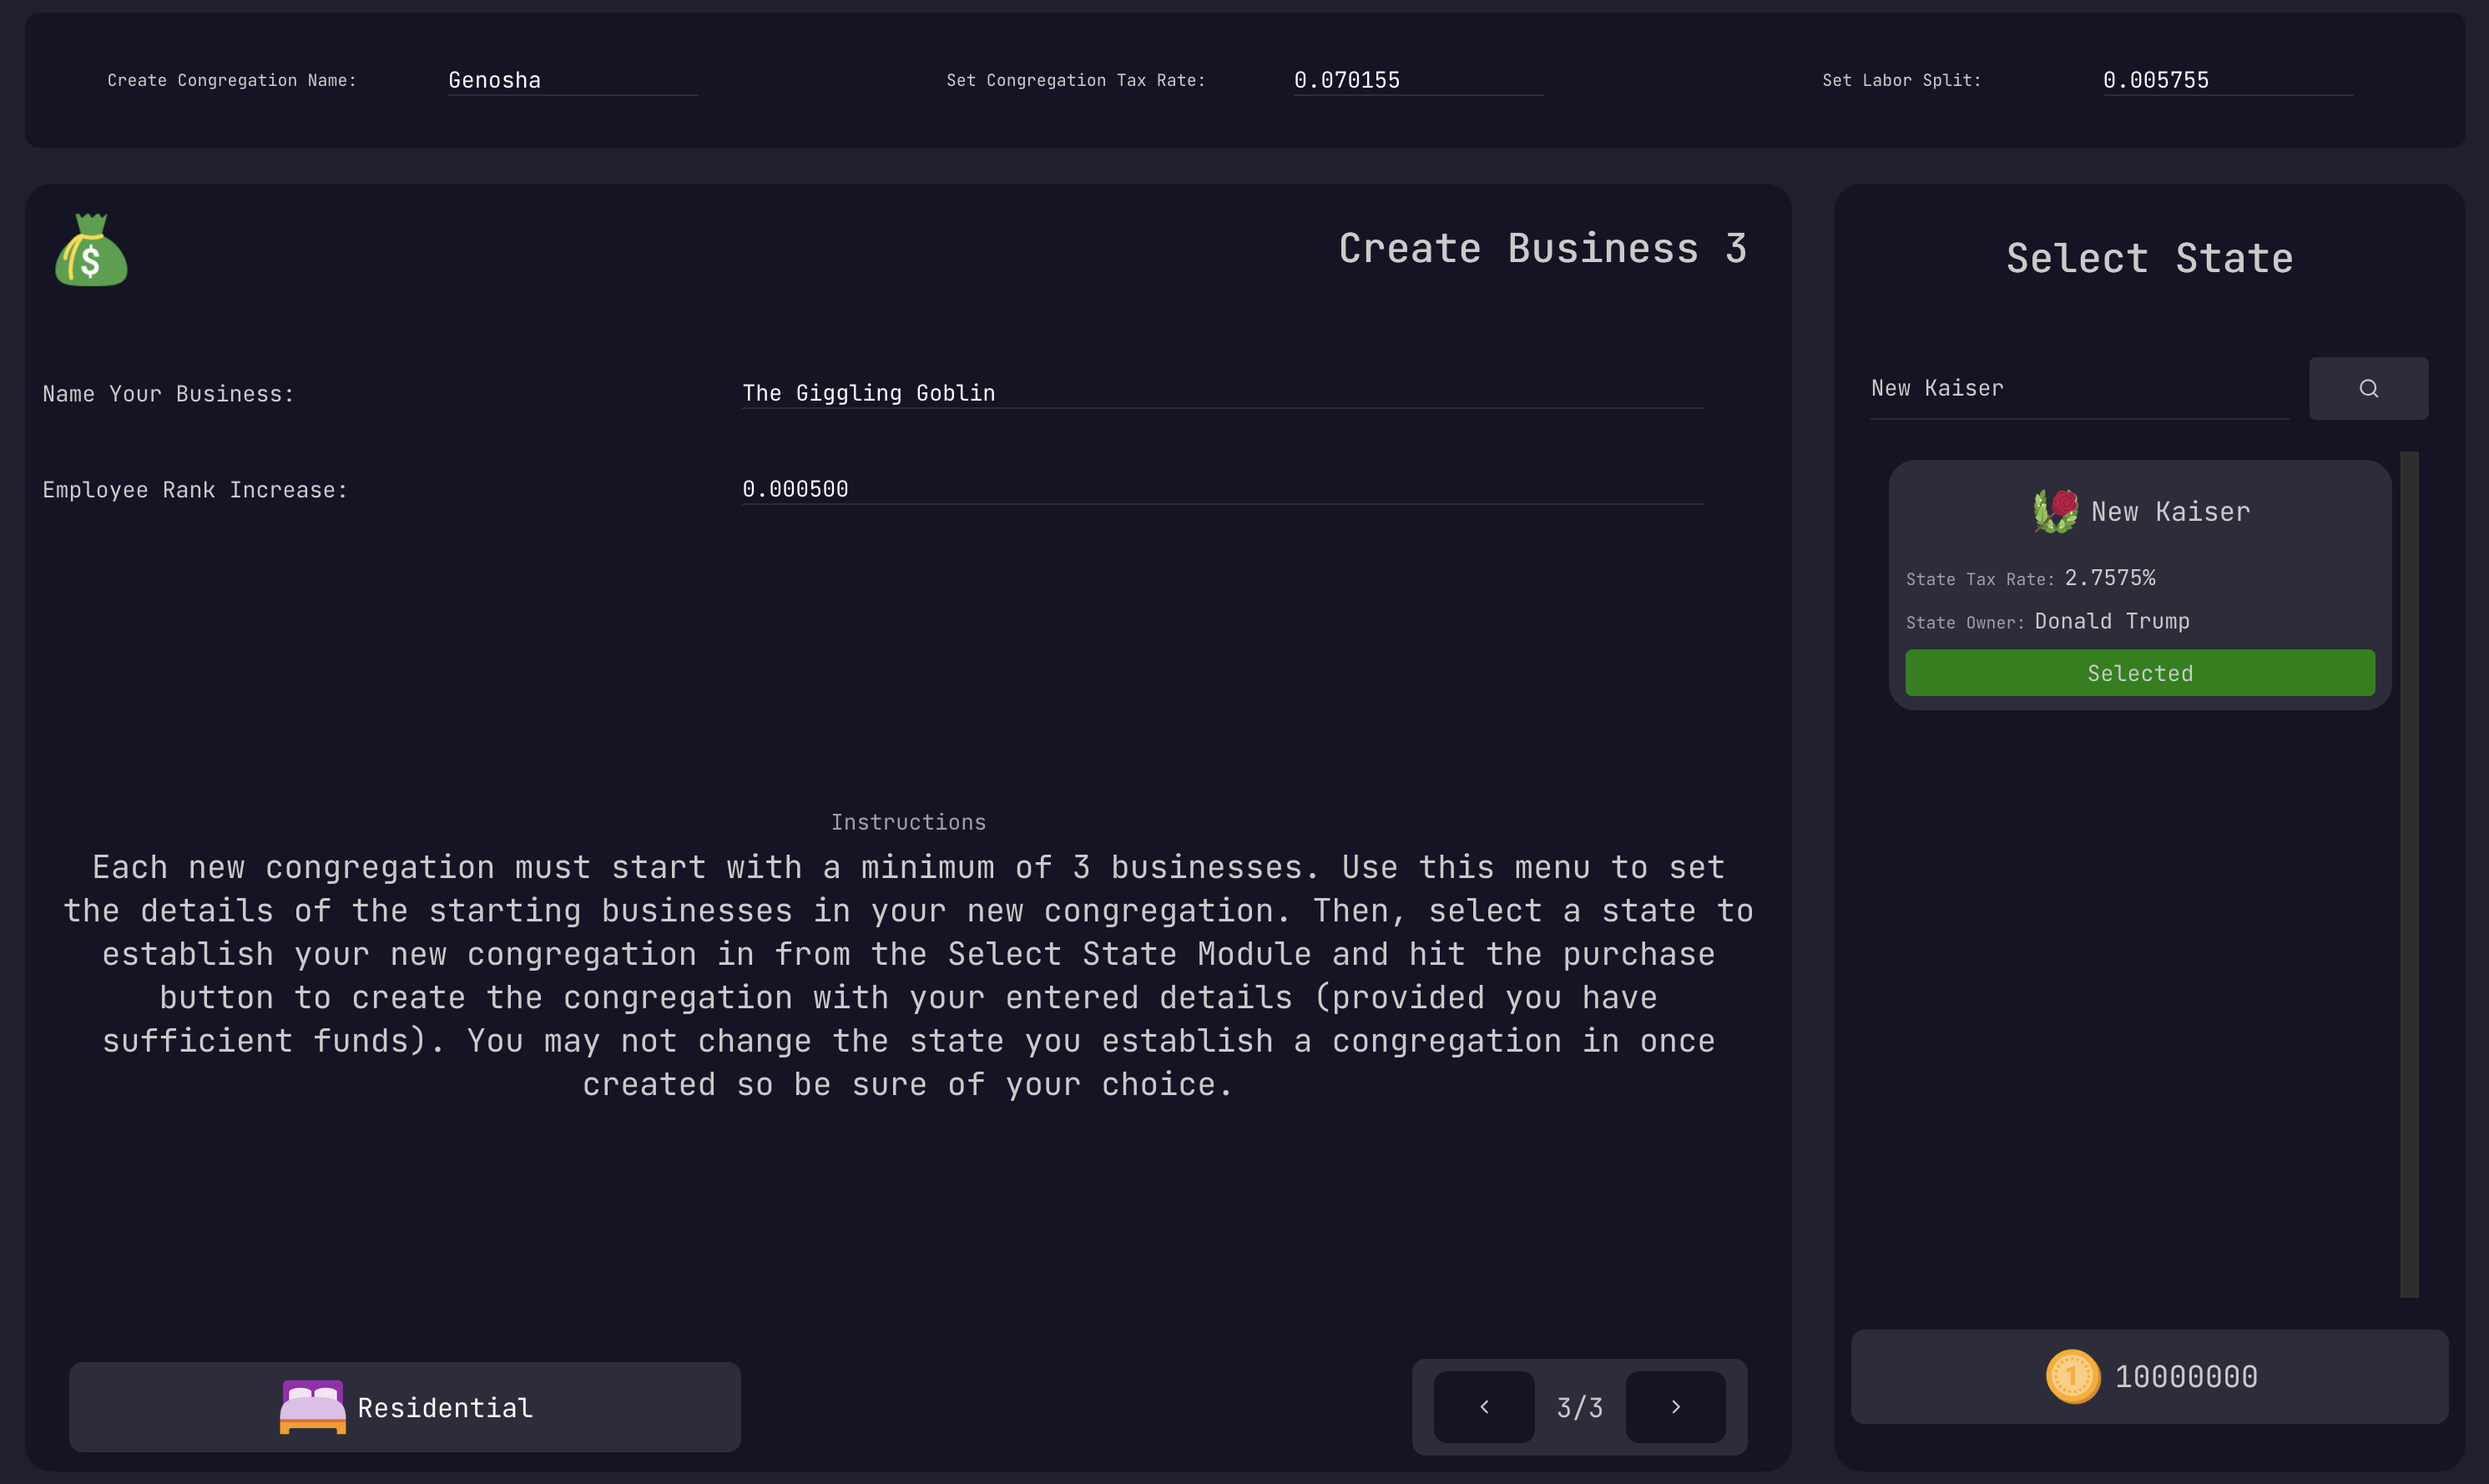 Create Congregation Name: Genosha Set Congregation Tax Rate: 0.070155 Set Labor Split: 0.005755
$
Create Business 3
Name Your Business: The Giggling Goblin
Employee Rank Increase: 0.000500
Instructions
Each new congregation must start with a minimum of 3 businesses. Use this menu to set
the details of the starting businesses in your new congregation. Then, select a state to
establish your new congregation in from the Select State Module and hit the purchase
button to create the congregation with your entered details (provided you have
sufficient funds). You may not change the state you establish a congregation in once
created so be sure of your choice.
Residential
< 3/3 >
Select State
New Kaiser
New Kaiser
State Tax Rate: 2.7575%
State Owner: Donald Trump
Selected
1 10000000